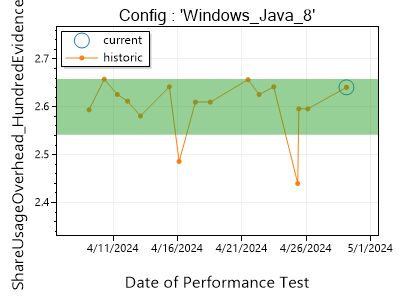 Config : 'Windows_Java_8'
ShareUsageOverhead_HundredEvidence
current
historic
2.7
2.6
2.5
2.4
4/11/2024
4/16/2024
4/21/2024
4/26/2024
5/1/2024
Date of Performance Test